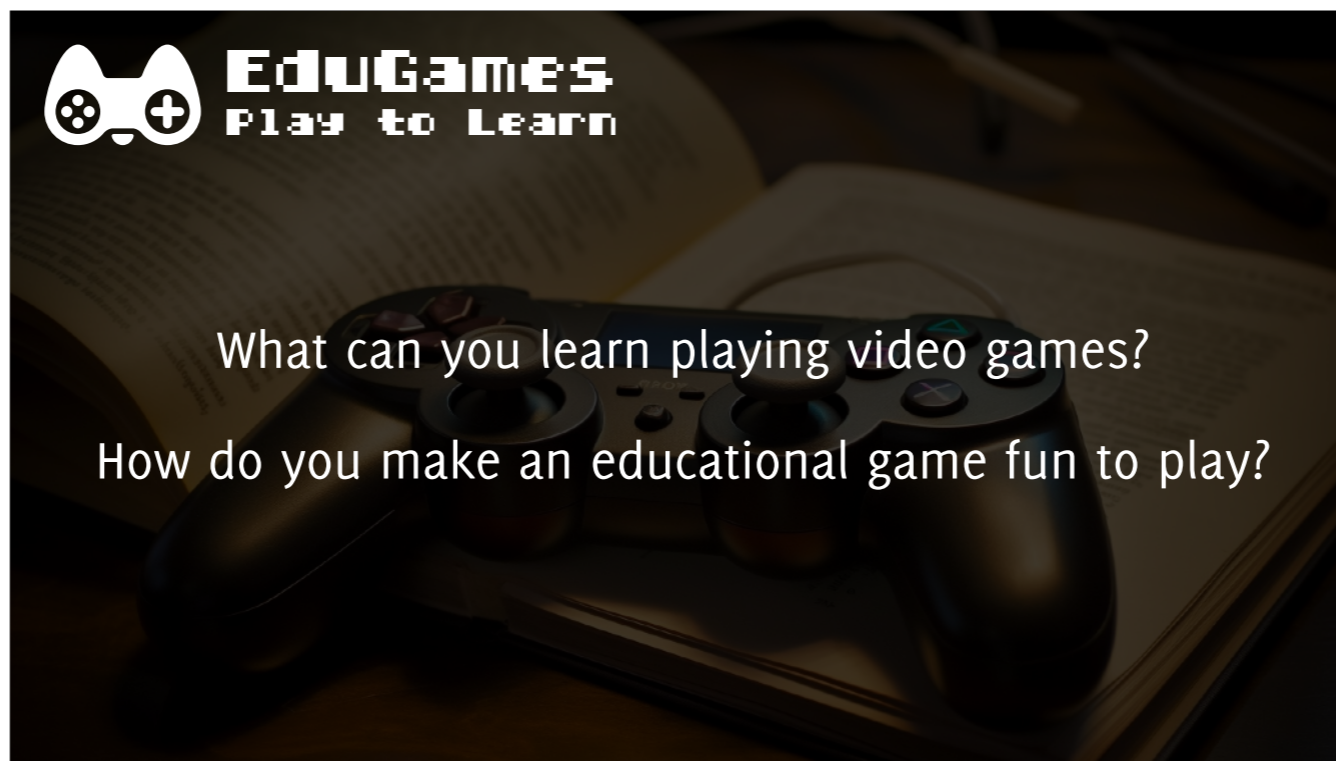 EduGames
Play to Learn
What can you learn playing video games?
How do you make an educational game fun to play?